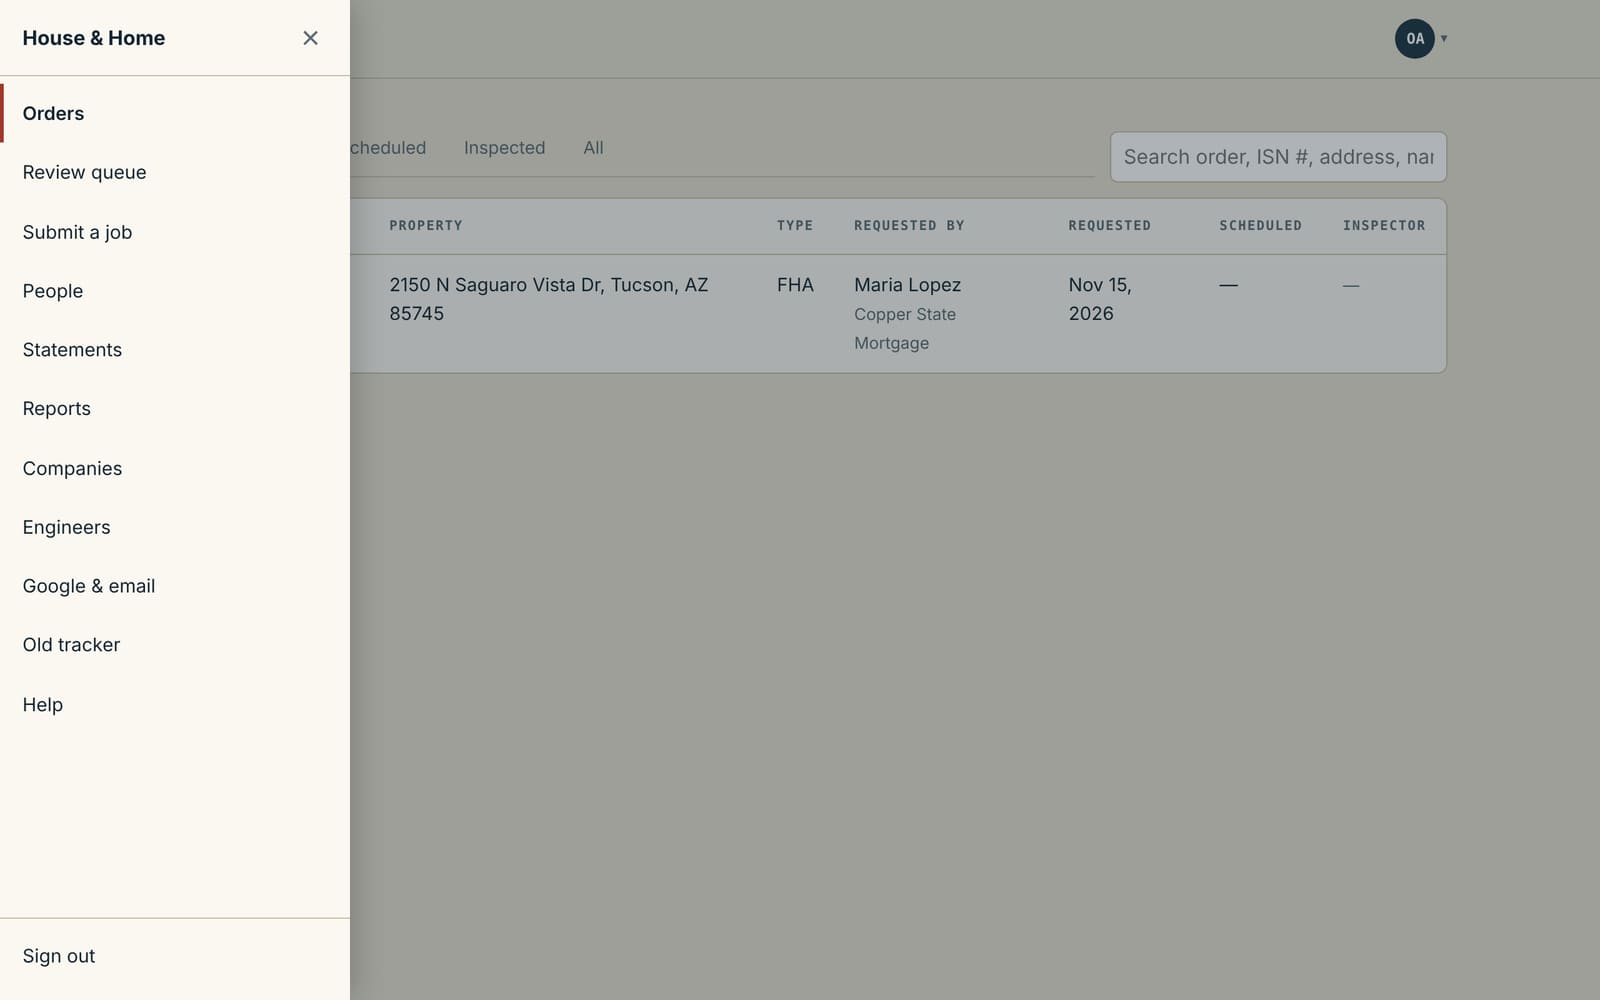 House & Home
×
OA ▾
Orders
Review queue
Submit a job
People
Statements
Reports
Companies
Engineers
Google & email
Old tracker
Help
Sign out
cheduled Inspected All
Search order, ISN #, address, nar
PROPERTY TYPE REQUESTED BY REQUESTED SCHEDULED INSPECTOR
2150 N Saguaro Vista Dr, Tucson, AZ FHA Maria Lopez Nov 15, — —
85745 Copper State 2026
Mortgage